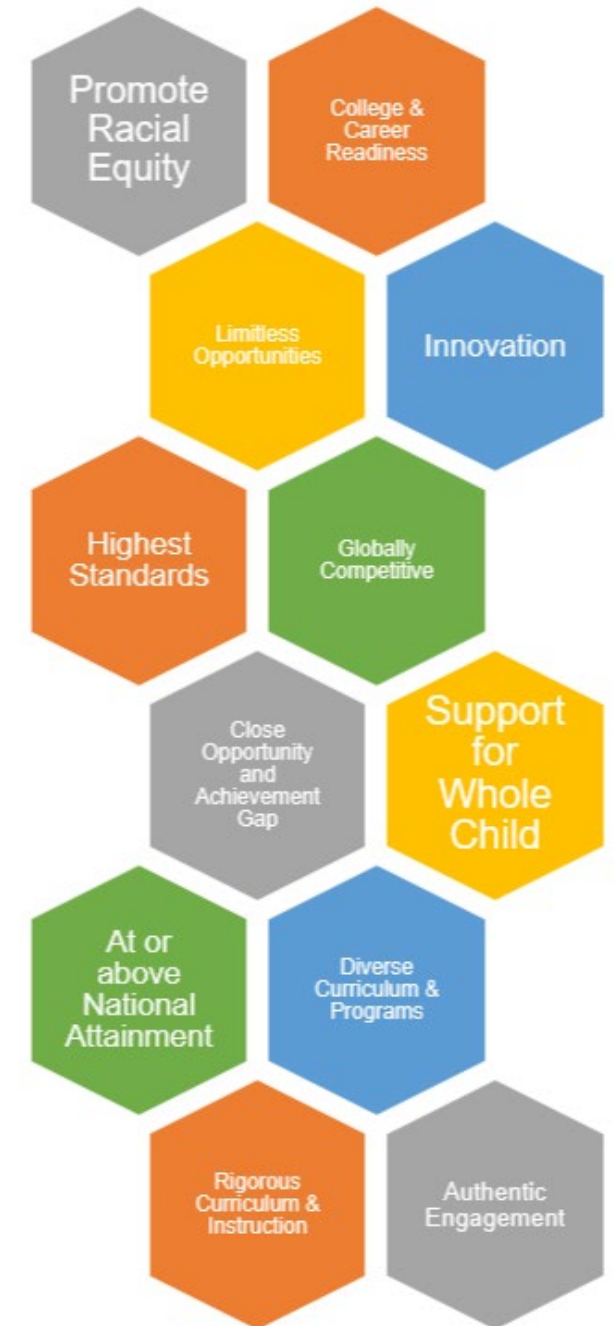 Promote
Racial
Equity
College &
Career
Readiness
Limitless
Opportunities
Innovation
Highest
Standards
Globally
Competitive
Close
Opportunity
and
Achievement
Gap
Support
for
Whole
Child
At or
above
National
Attainment
Diverse
Curriculum &
Programs
Rigorous
Curriculum &
Instruction
Authentic
Engagement